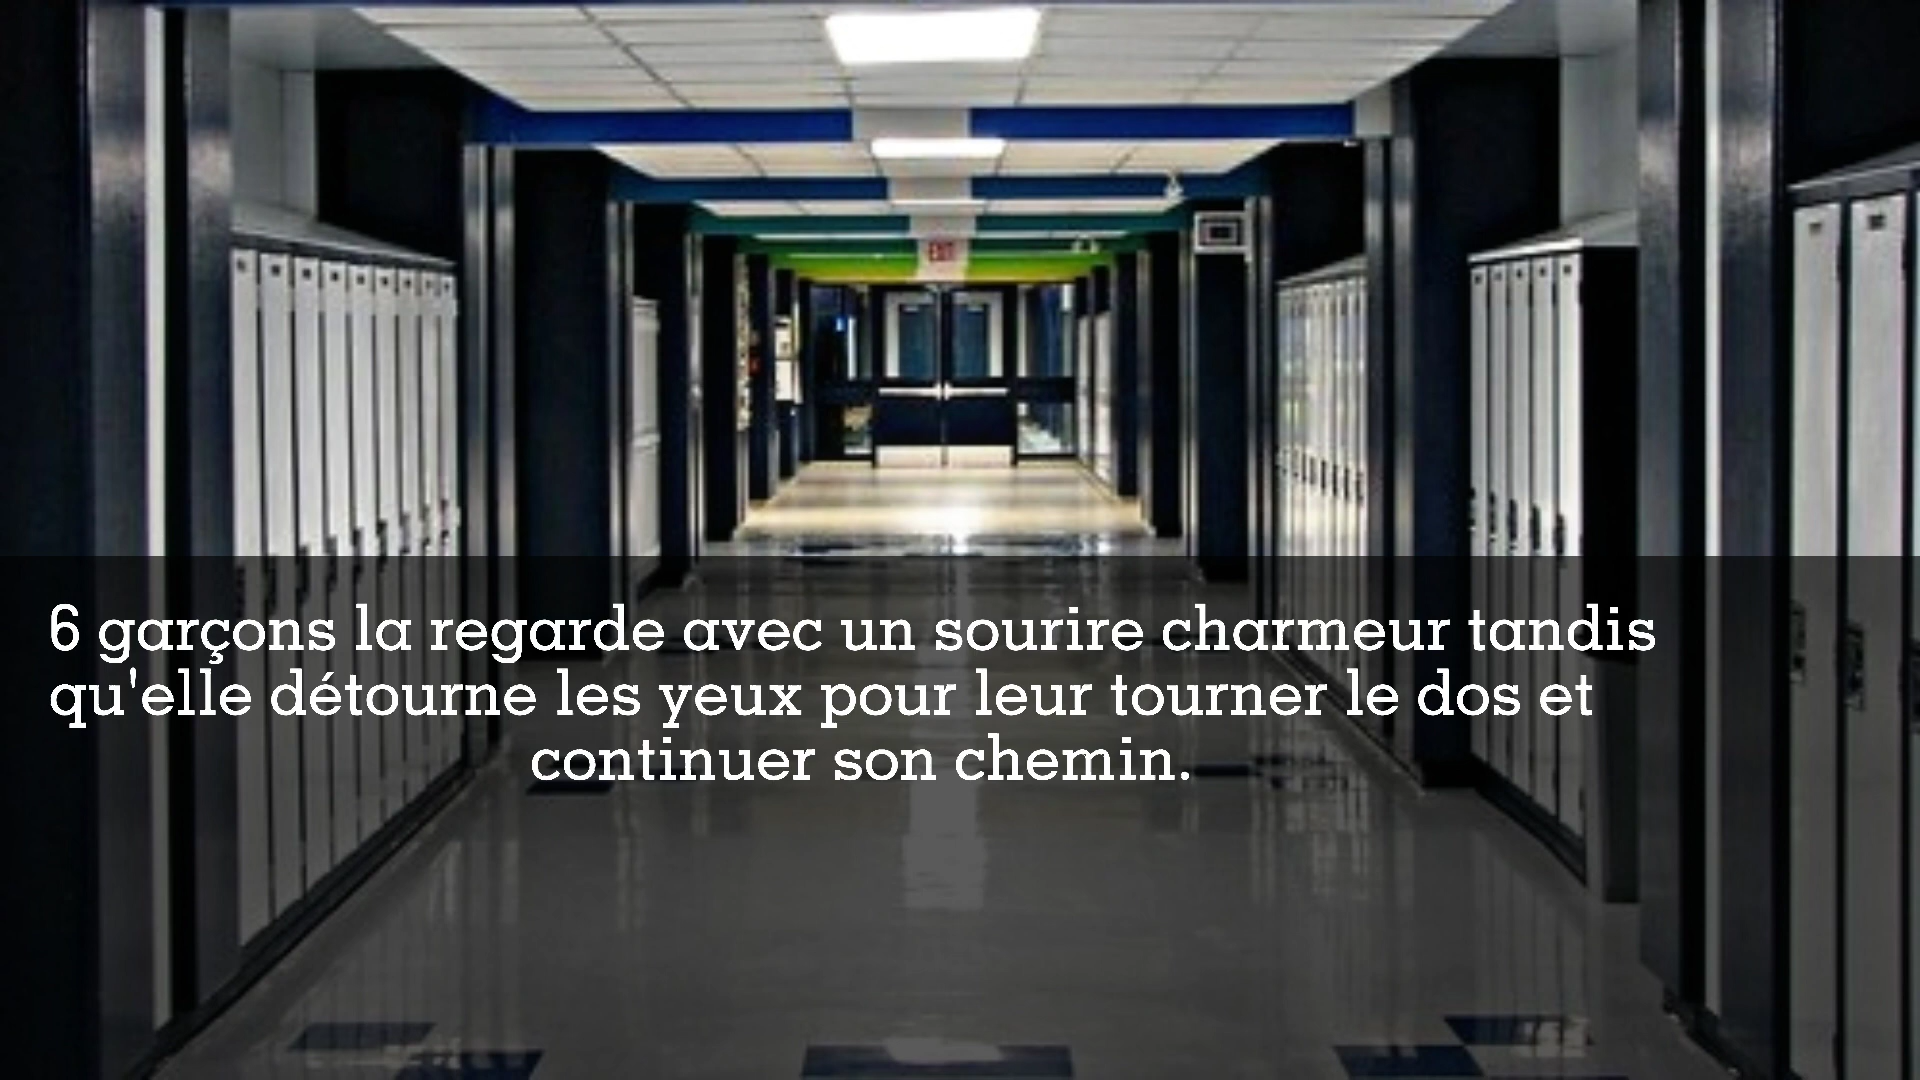 EXIT
6 garçons la regarde avec un sourire charmeur tandis
qu'elle détourne les yeux pour leur tourner le dos et
continuer son chemin.